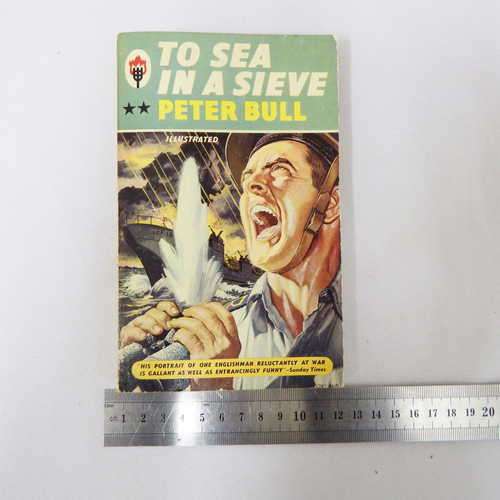 TO SEA
IN A SIEVE
★★ PETER BULL
ILLUSTRATED
HIS PORTRAIT OF ONE ENGLISHMAN RELUCTANTLY AT WAR
IS GALLANT AS WELL AS ENTRANCINGLY FUNNY" -Sunday Times
1 2 3 4 5 6 7 8 9 10 11 12 13 14 15 16 17 18 19 20